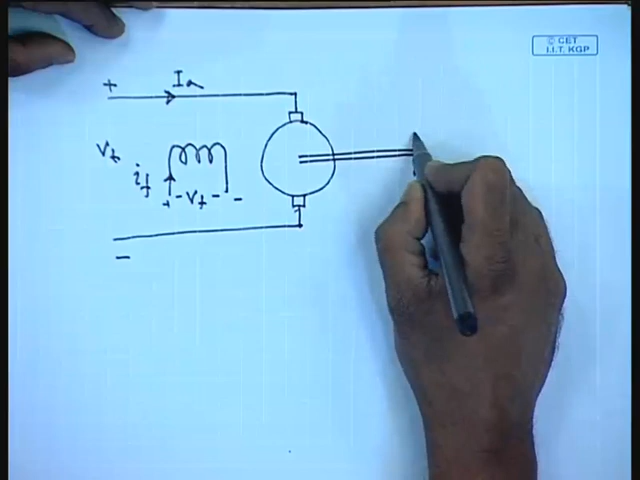 © CET
I.I.T. KGP
+ Ia
Vt
if
+ - Vf - -
-